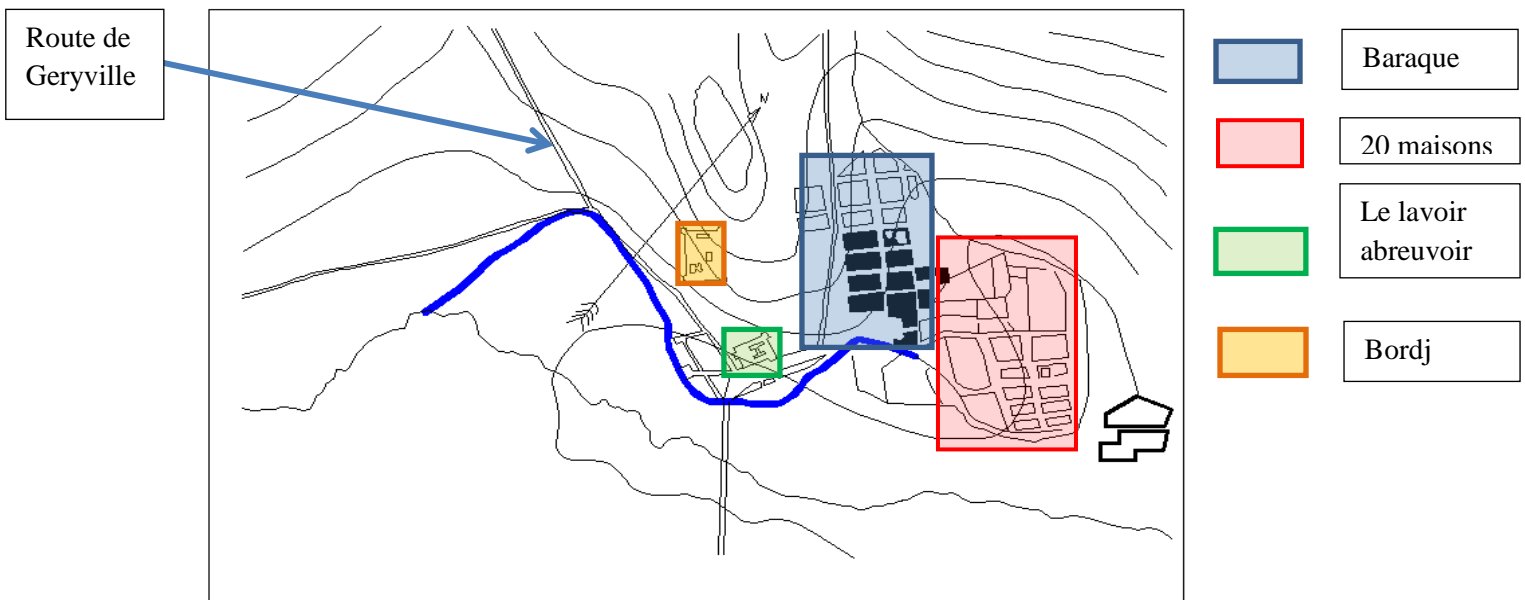 Route de
Geryville
N
Baraque
20 maisons
Le lavoir
abreuvoir
Bordj